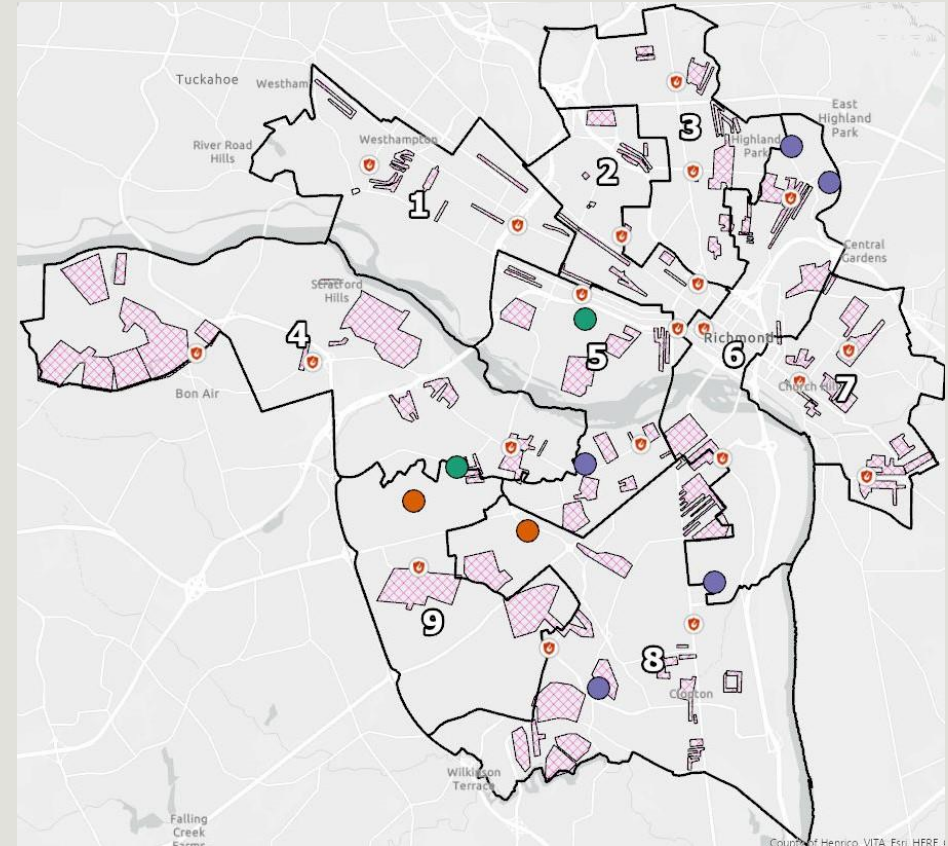 Tuckahoe
Westham
East
Highland
Park
3
Highland
Park
Westhampton
River Road
Hills
2
1
Central
Gardens
Stratford
Hills
4
Richmond
5
6
Bon Air
Church Hill
7
9
8
Clopton
Wilkinson
Terrace
Falling
Creek
Farms
County of Henrico, VITA, Esri, HERE,